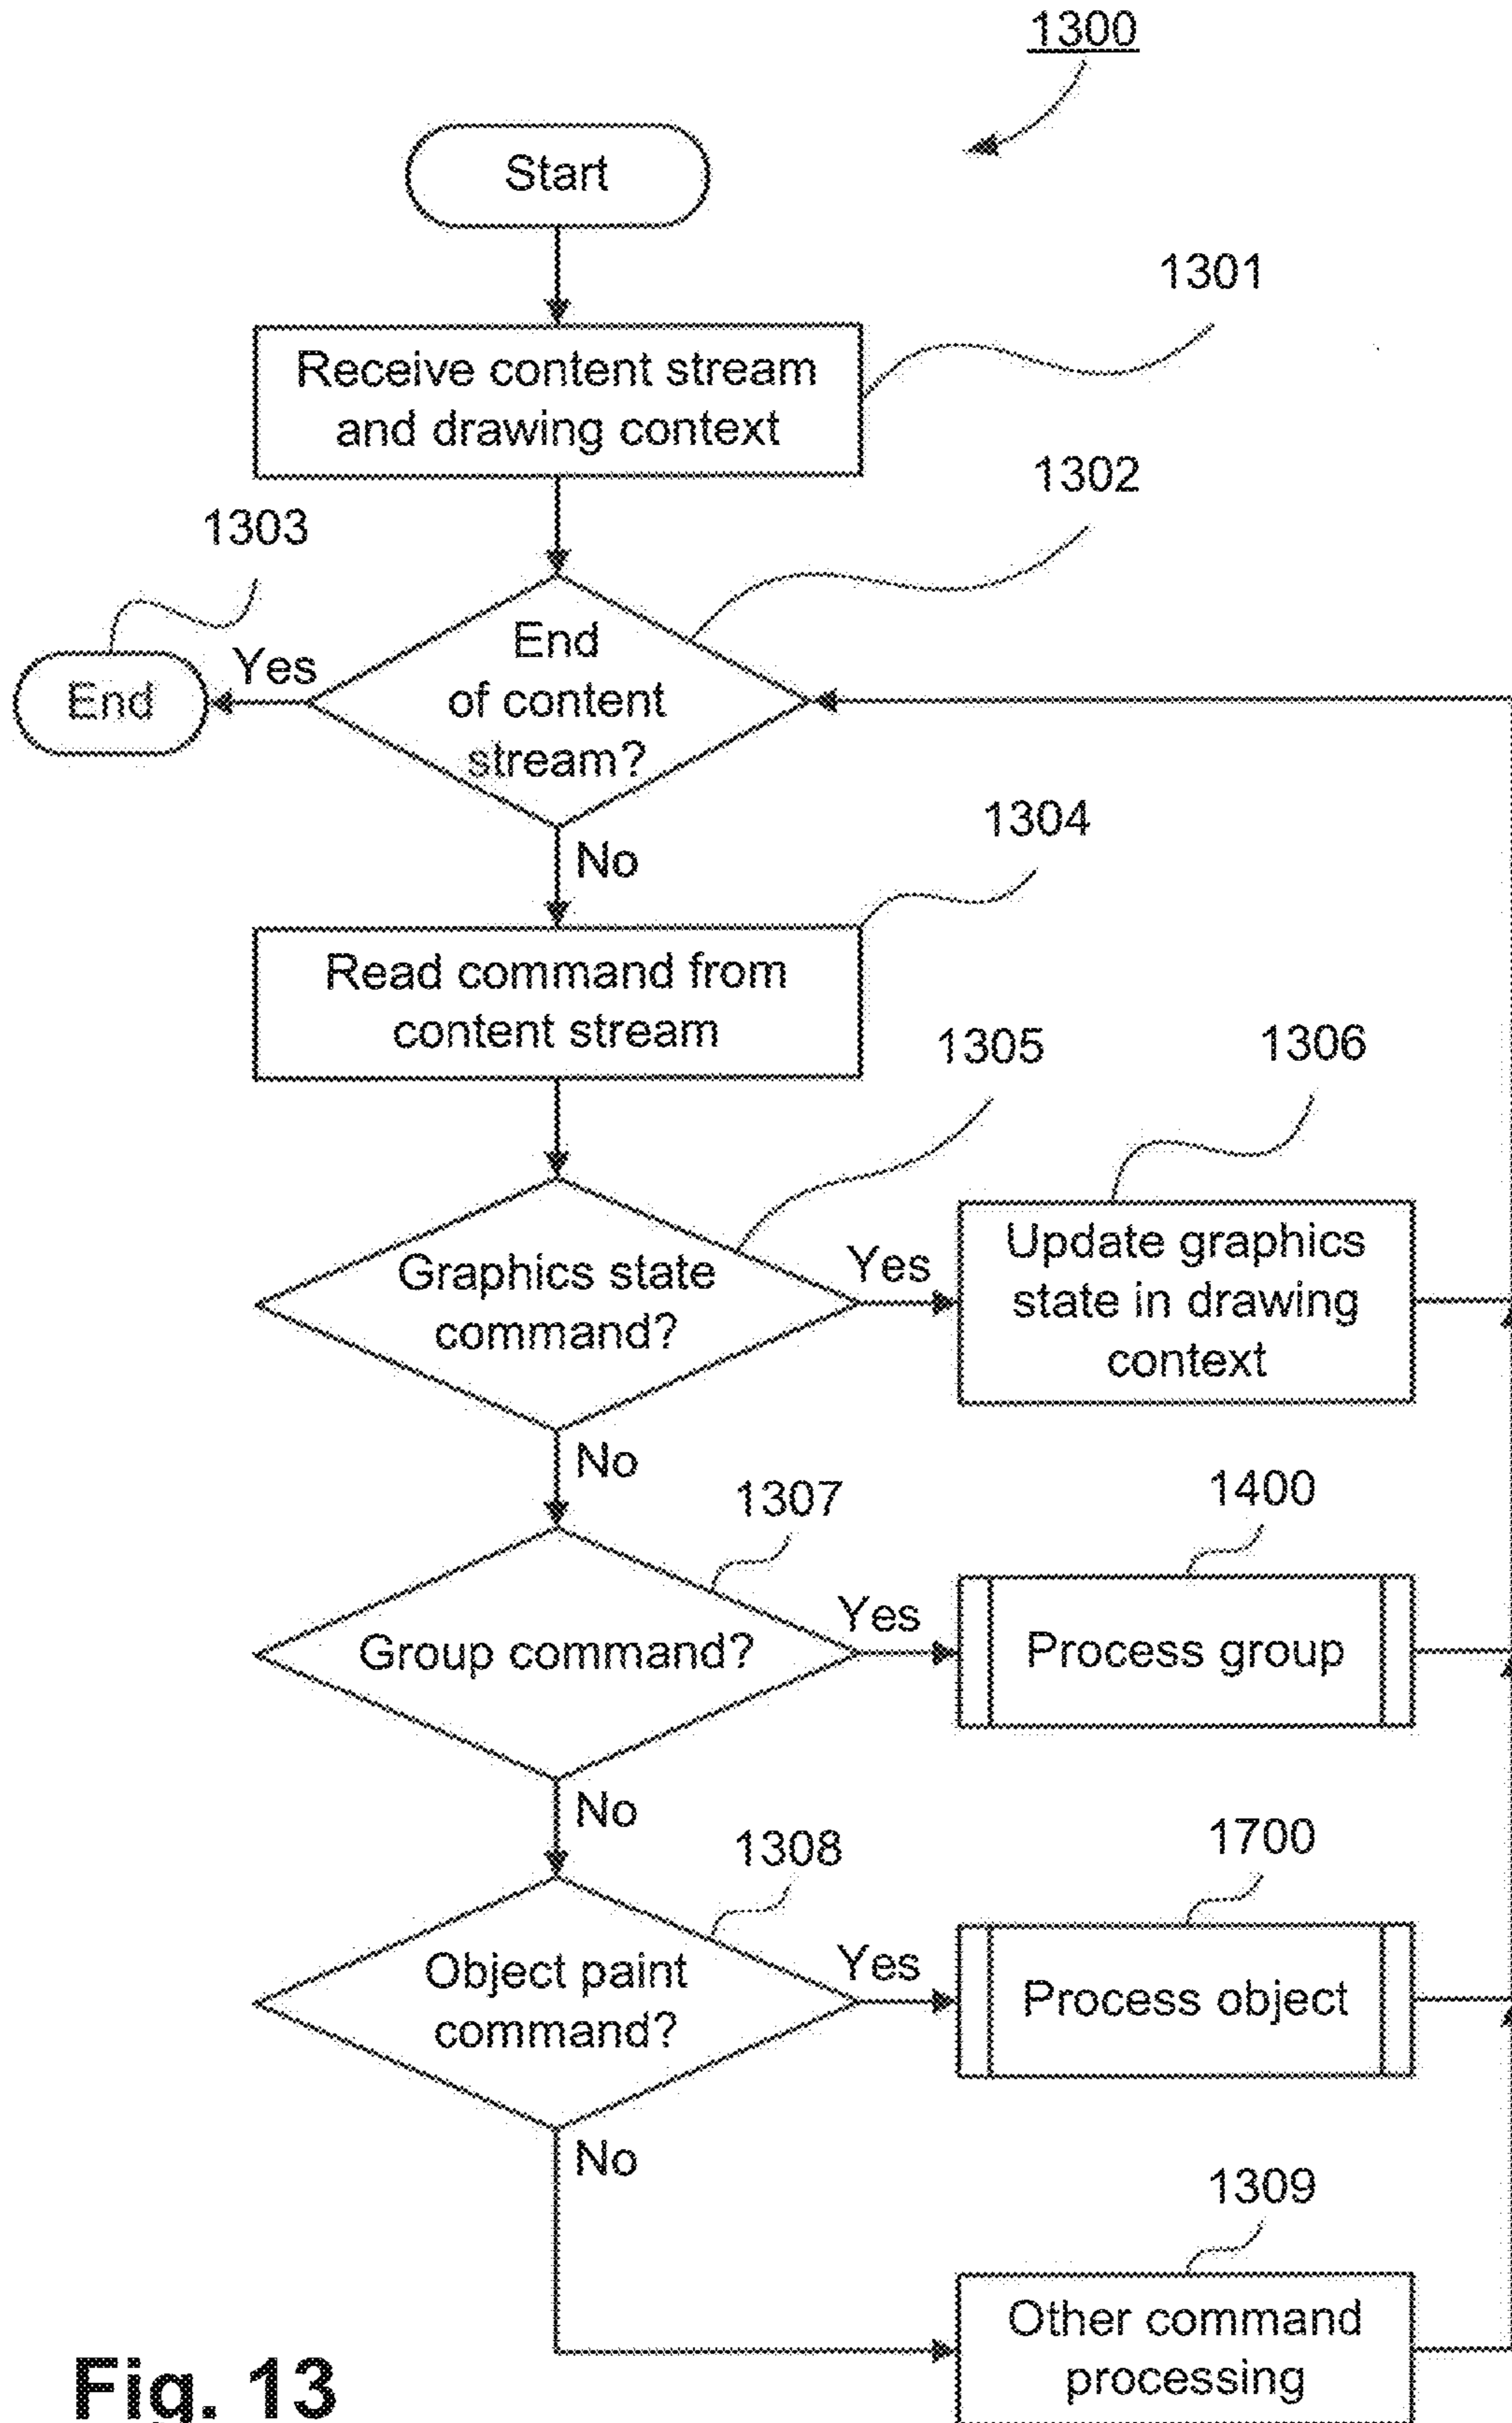 1300
Start
1301
Receive content stream
and drawing context
1302
1303
End
of content
stream?
Yes
End
No
1304
Read command from
content stream
1305
1306
Graphics state
command?
Yes
Update graphics
state in drawing
context
No
1307
1400
Group command?
Yes
Process group
No
1308
1700
Object paint
command?
Yes
Process object
No
1309
Other command
processing
Fig. 13